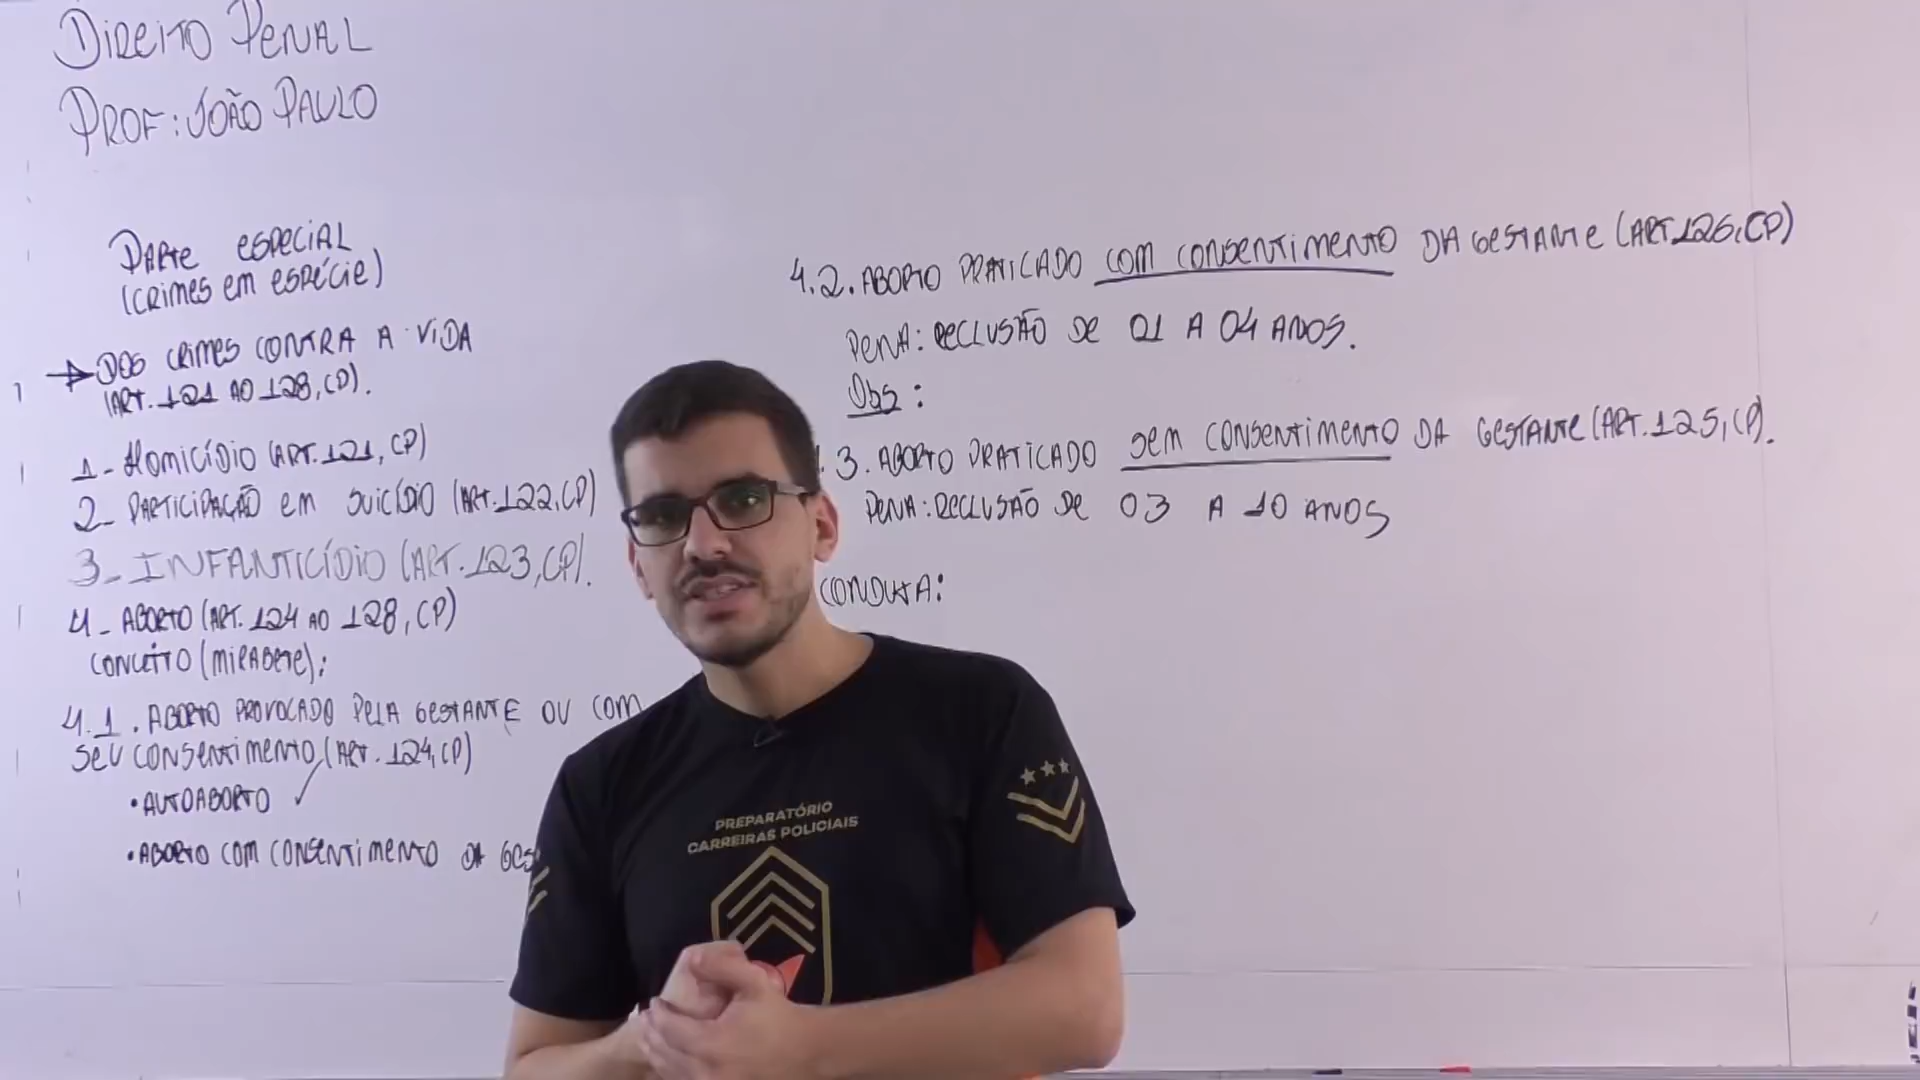 DIREITO PENAL
PROF: JOÃO PAULO
PARTE ESPECIAL
(CRIMES EM ESPÉCIE)
DOS CRIMES CONTRA A VIDA
(ART. 121 AO 128, CP).
1- HOMICÍDIO (ART. 121, CP)
2- PARTICIPAÇÃO EM SUICÍDIO (ART. 122, CP)
3- INFANTICÍDIO (ART. 123, CP).
4- ABORTO (ART. 124 AO 128, CP)
CONCEITO (MIRABETE):
4.1. ABORTO PROVOCADO PELA GESTANTE OU COM
SEU CONSENTIMENTO (ART. 124, CP)
• AUTOABORTO
• ABORTO COM CONSENTIMENTO DA GES
4.2. ABORTO PRATICADO COM CONSENTIMENTO DA GESTANTE (ART. 126, CP)
PENA: RECLUSÃO DE 01 A 04 ANOS.
Obs:
.3. ABORTO PRATICADO SEM CONSENTIMENTO DA GESTANTE (ART. 125, CP).
PENA: RECLUSÃO DE 03 A 10 ANOS
CONDUTA:
PREPARATÓRIO
CARREIRAS POLICIAIS